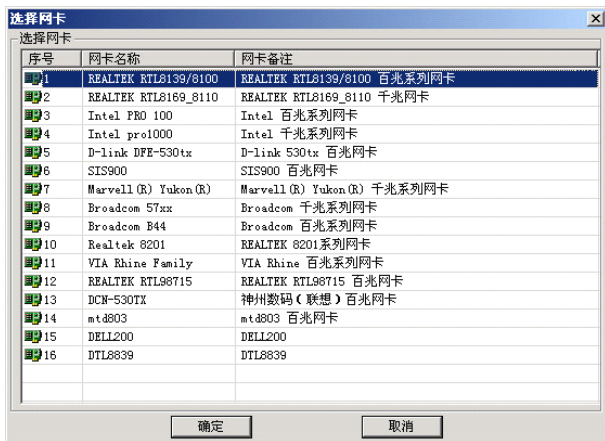 选择网卡
选择网卡
序号 网卡名称 网卡备注
1 REALTEK RTL8139/8100 REALTEK RTL8139/8100 百兆系列网卡
2 REALTEK RTL8169_8110 REALTEK RTL8169_8110 千兆网卡
3 Intel PRO 100 Intel 百兆系列网卡
4 Intel pro1000 Intel 千兆系列网卡
5 D-link DFE-530tx D-link 530tx 百兆网卡
6 SIS900 SIS900 百兆网卡
7 Marvell(R) Yukon(R) Marvell(R) Yukon(R) 千兆系列网卡
8 Broadcom 57xx Broadcom 千兆系列网卡
9 Broadcom B44 Broadcom 百兆系列网卡
10 Realtek 8201 REALTEK 8201系列网卡
11 VIA Rhine Family VIA Rhine 百兆系列网卡
12 REALTEK RTL98715 REALTEK RTL98715 百兆网卡
13 DCN-530TX 神州数码(联想)百兆网卡
14 mtd803 mtd803 百兆网卡
15 DELL200 DELL200
16 DTL8839 DTL8839
确定 取消